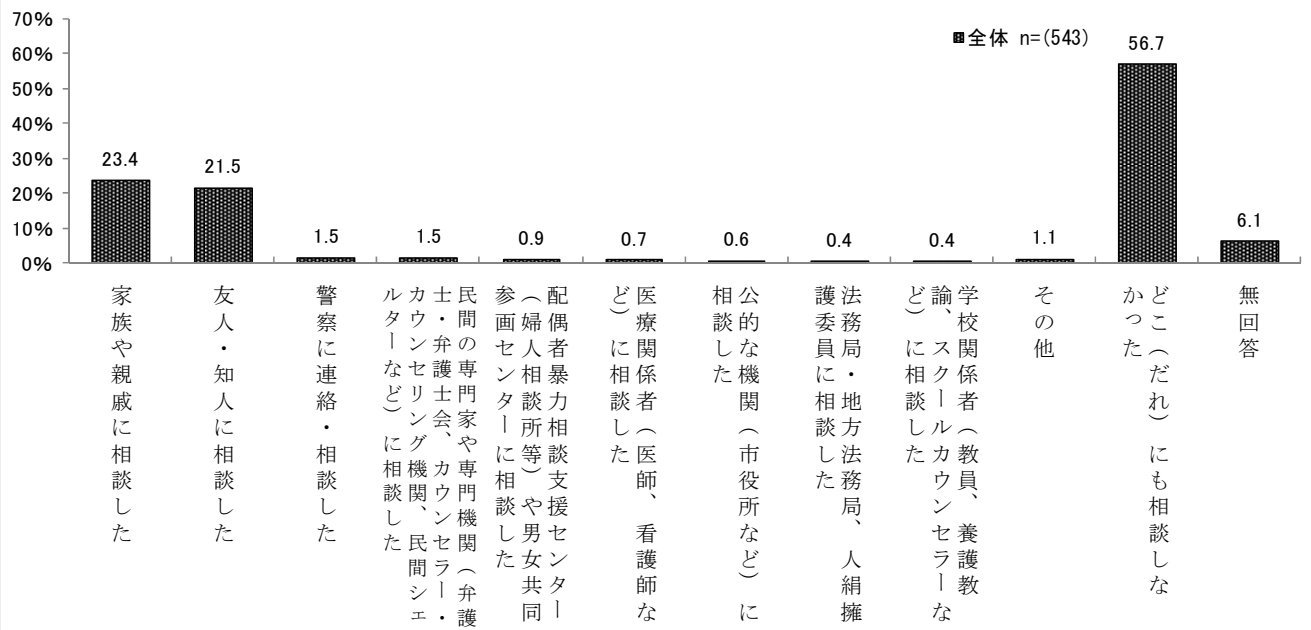 70%
60%
50%
40%
30%
20%
10%
0%
全体 n=(543)
23.4
21.5
1.5
1.5
0.9
0.7
0.6
0.4
0.4
1.1
56.7
6.1
家族や親戚に相談した
友人・知人に相談した
警察に連絡・相談した
民間の専門家や専門機関(弁護
士・弁護士会、カウンセラー・
カウンセリング機関、民間シェ
ルターなど)に相談した
配偶者暴力相談支援センター
(婦人相談所等)や男女共同
参画センターに相談した
医療関係者(医師、看護師な
ど)に相談した
公的な機関(市役所など)に
相談した
法務局・地方法務局、人絹擁
護委員に相談した
学校関係者(教員、養護教
諭、スクールカウンセラーな
ど)に相談した
その他
どこ(だれ)にも相談しな
かった
無回答